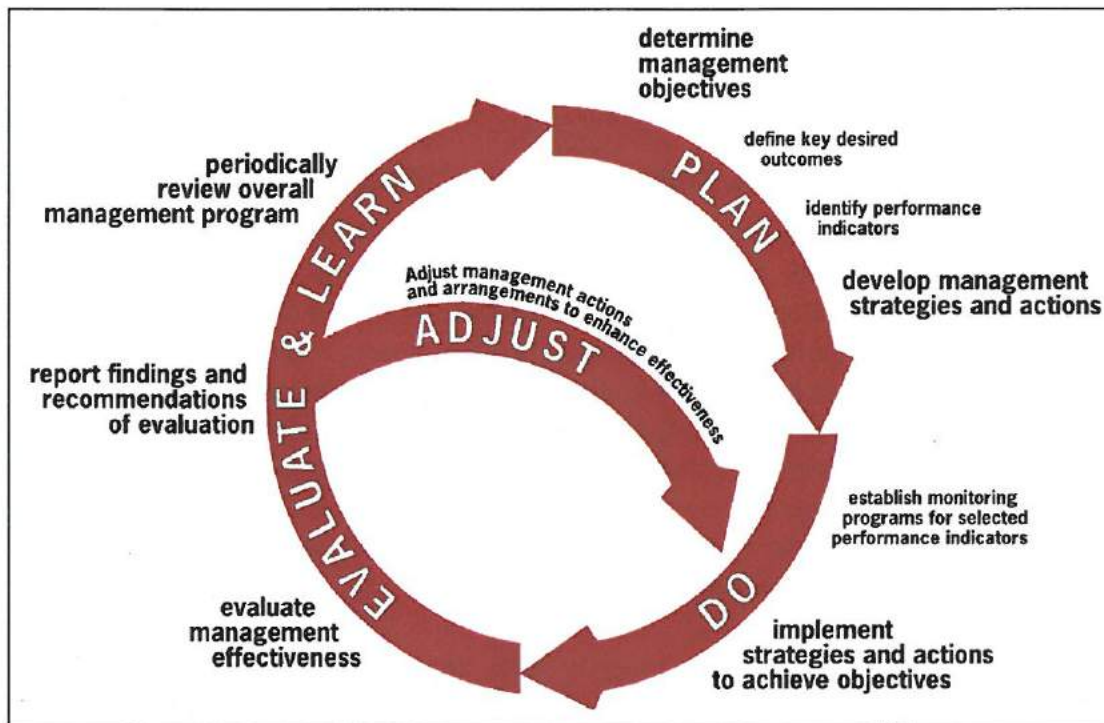 determine
management
objectives
define key desired
outcomes
PLAN
identify performance
indicators
develop management
strategies and actions
establish monitoring
programs for selected
performance indicators
DO
implement
strategies and actions
to achieve objectives
evaluate
management
effectiveness
EVALUATE & LEARN
report findings and
recommendations
of evaluation
periodically
review overall
management program
Adjust management actions
and arrangements to enhance effectiveness
ADJUST